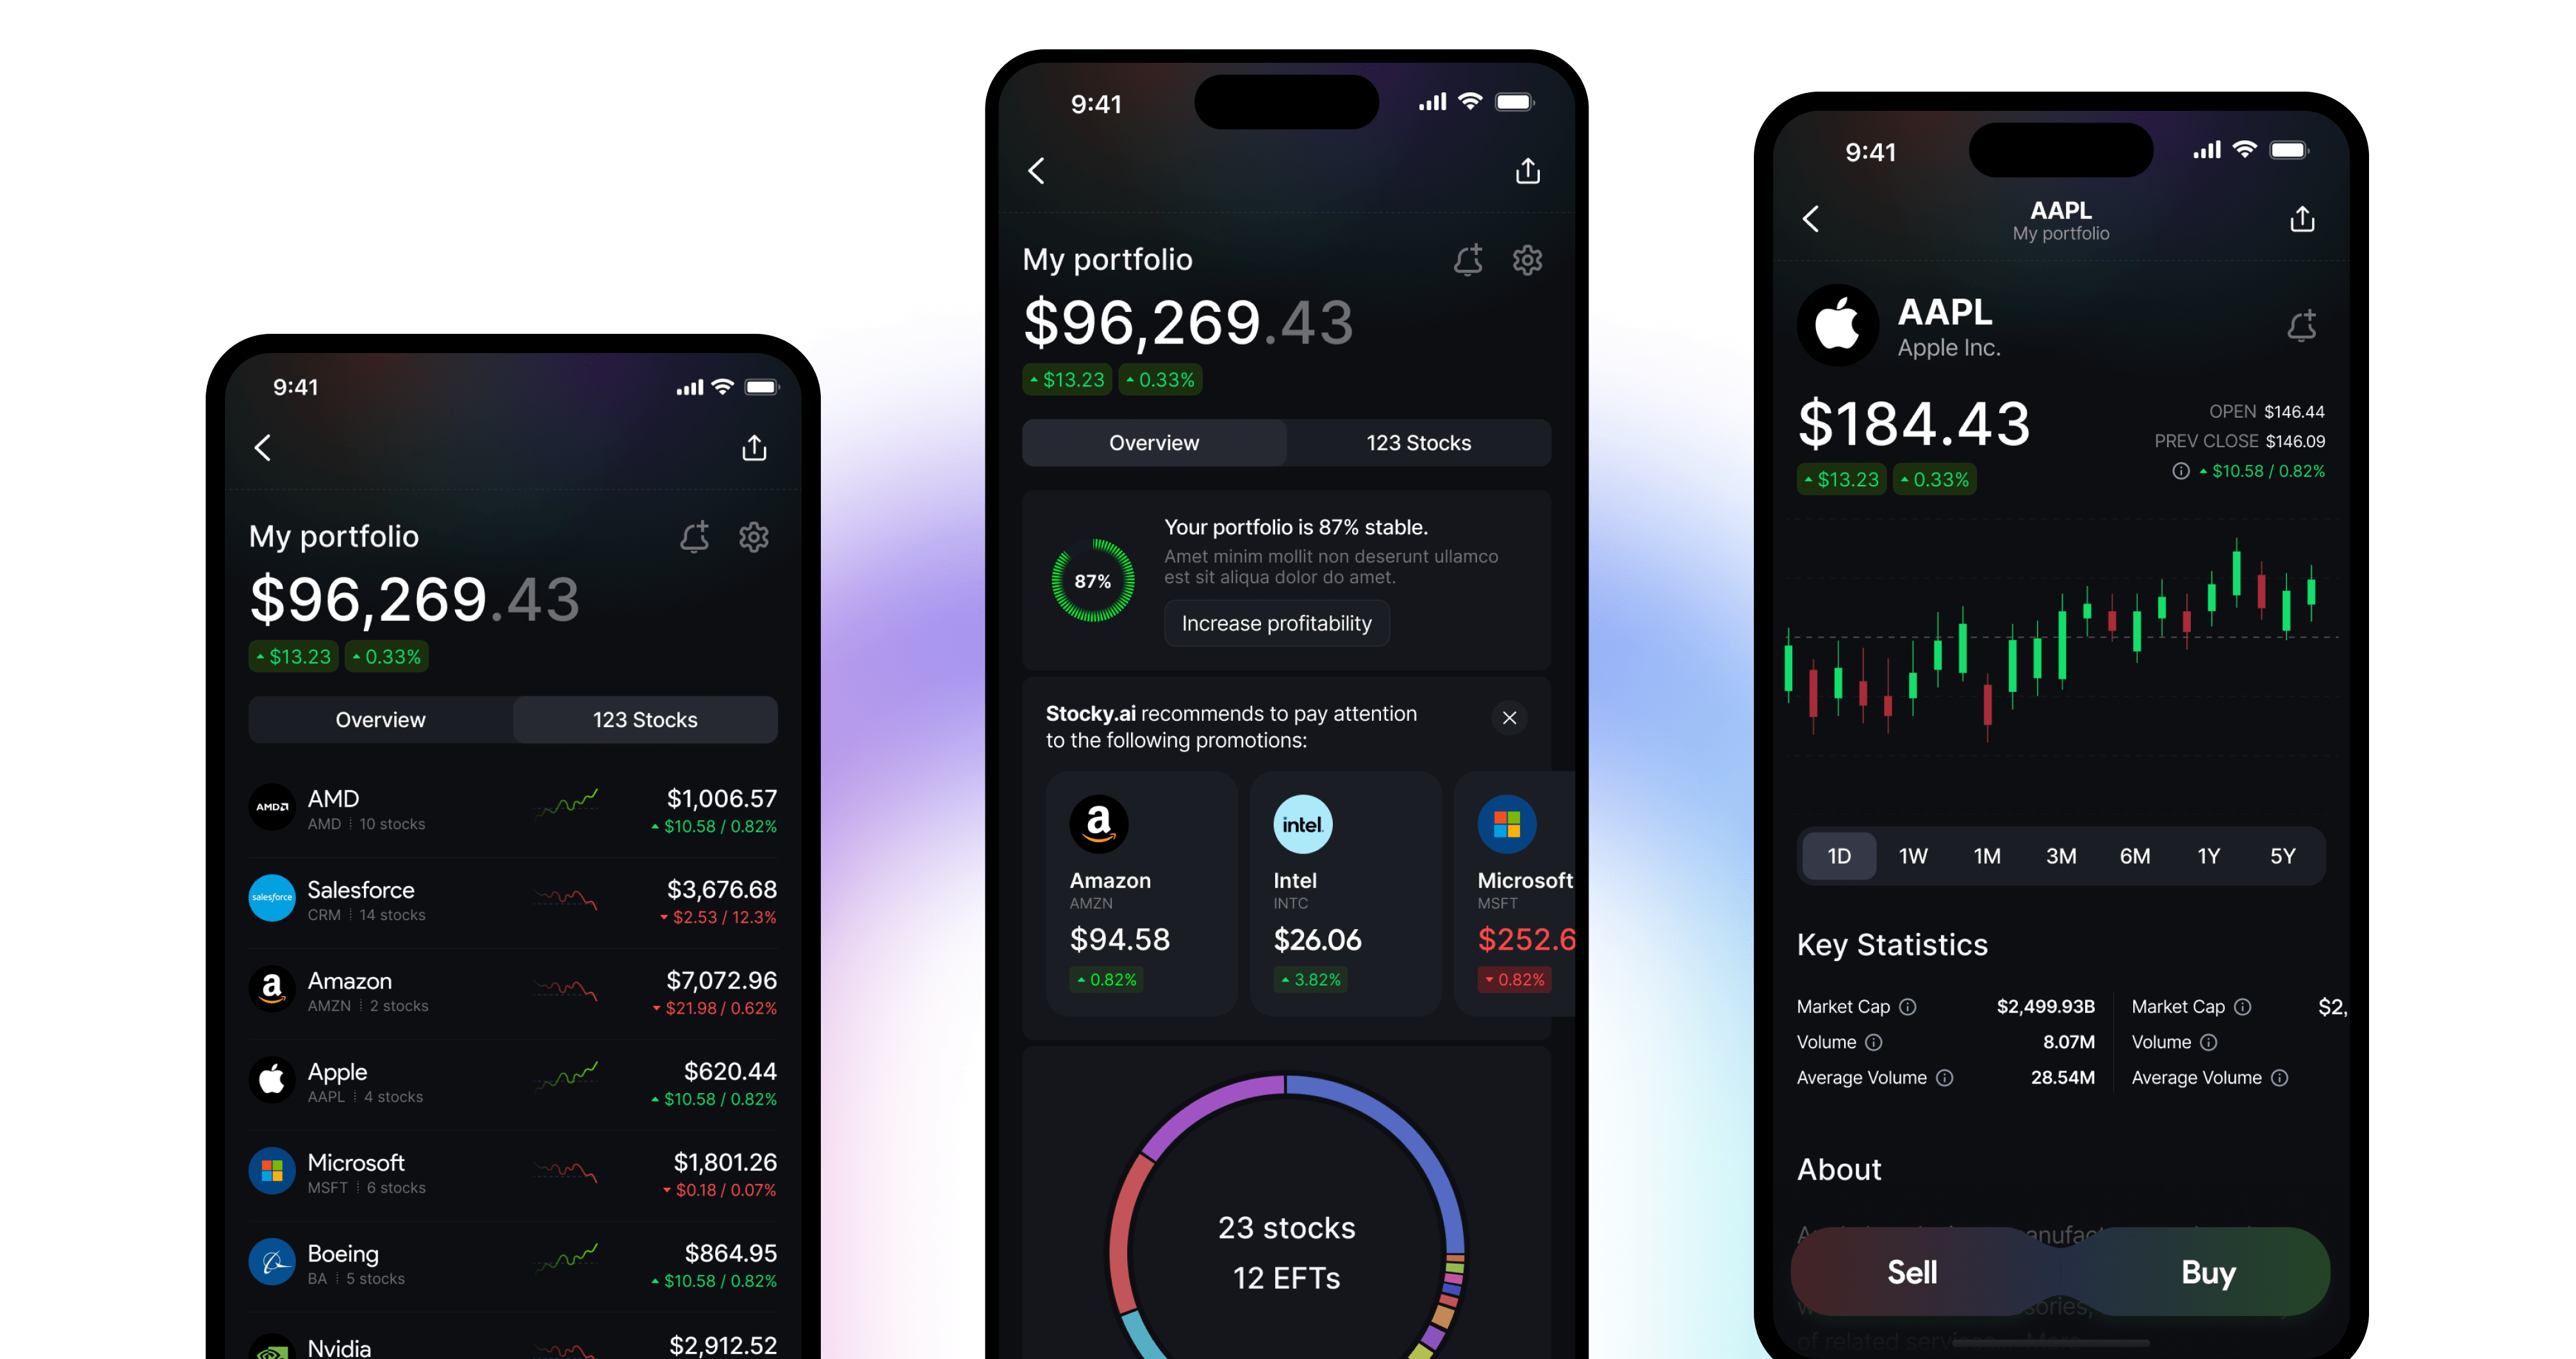 9:41
My portfolio
$96,269.43
$13.23 0.33%
Overview 123 Stocks
AMD
AMD
AMD 10 stocks
$1,006.57
$10.58 / 0.82%
salesforce
Salesforce
CRM 14 stocks
$3,676.68
$2.53 / 12.3%
Amazon
AMZN 2 stocks
$7,072.96
$21.98 / 0.62%
Apple
AAPL 4 stocks
$620.44
$10.58 / 0.82%
Microsoft
MSFT 6 stocks
$1,801.26
$0.18 / 0.07%
Boeing
BA 5 stocks
$864.95
$10.58 / 0.82%
Nvidia
$2,912.52
9:41
My portfolio
$96,269.43
$13.23 0.33%
Overview 123 Stocks
87%
Your portfolio is 87% stable.
Amet minim mollit non deserunt ullamco
est sit aliqua dolor do amet.
Increase profitability
Stocky.ai recommends to pay attention
to the following promotions:
a
Amazon
AMZN
$94.58
0.82%
intel
Intel
INTC
$26.06
3.82%
Microsoft
MSFT
$252.6
0.82%
23 stocks
12 EFTs
9:41
AAPL
My portfolio
AAPL
Apple Inc.
$184.43
$13.23 0.33%
OPEN $146.44
PREV CLOSE $146.09
$10.58 / 0.82%
1D 1W 1M 3M 6M 1Y 5Y
Key Statistics
Market Cap $2,499.93B
Volume 8.07M
Average Volume 28.54M
Market Cap $2,
Volume
Average Volume
About
Sell Buy
of related